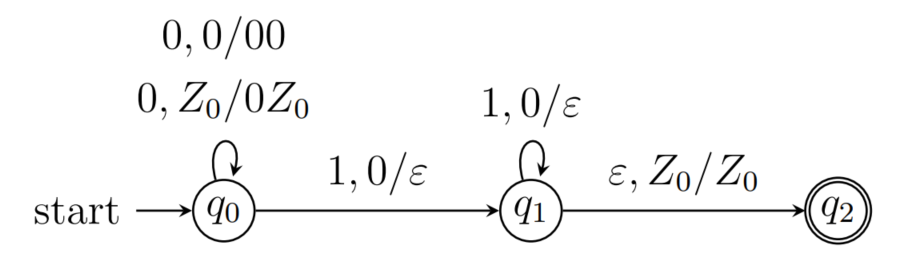 0, 0/00
0, Z₀/0Z₀
1, 0/ε
1, 0/ε
ε, Z₀/Z₀
start
q₀
q₁
q₂